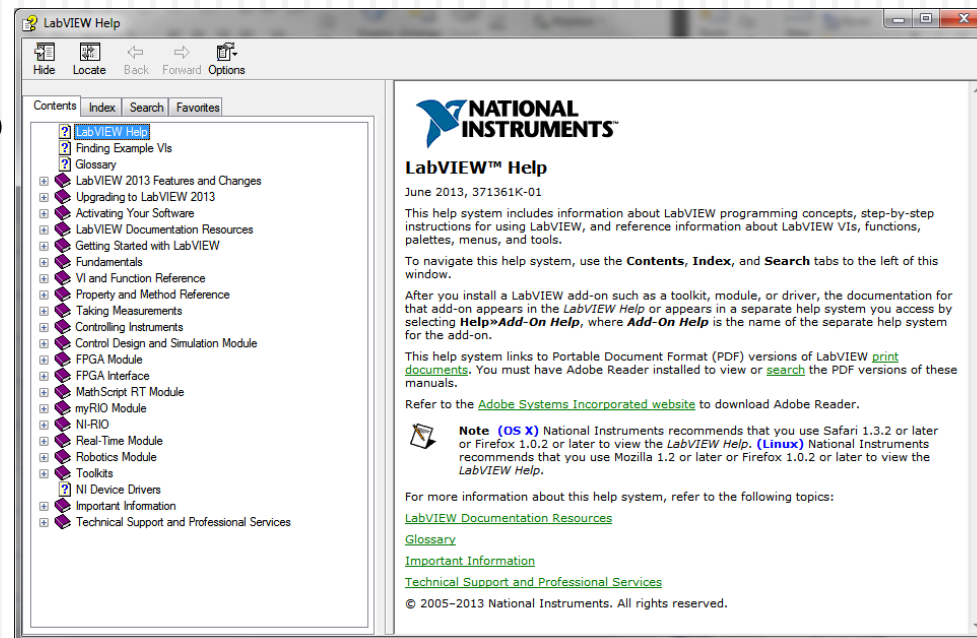 LabVIEW Help
Hide Locate Back Forward Options
Contents Index Search Favorites
LabVIEW Help
Finding Example VIs
Glossary
LabVIEW 2013 Features and Changes
Upgrading to LabVIEW 2013
Activating Your Software
LabVIEW Documentation Resources
Getting Started with LabVIEW
Fundamentals
VI and Function Reference
Property and Method Reference
Taking Measurements
Controlling Instruments
Control Design and Simulation Module
FPGA Module
FPGA Interface
MathScript RT Module
myRIO Module
NI-RIO
Real-Time Module
Robotics Module
Toolkits
NI Device Drivers
Important Information
Technical Support and Professional Services
NATIONAL
INSTRUMENTS™
LabVIEW™ Help
June 2013, 371361K-01
This help system includes information about LabVIEW programming concepts, step-by-step
instructions for using LabVIEW, and reference information about LabVIEW VIs, functions,
palettes, menus, and tools.
To navigate this help system, use the Contents, Index, and Search tabs to the left of this
window.
After you install a LabVIEW add-on such as a toolkit, module, or driver, the documentation for
that add-on appears in the LabVIEW Help or appears in a separate help system you access by
selecting Help»Add-On Help, where Add-On Help is the name of the separate help system
for the add-on.
This help system links to Portable Document Format (PDF) versions of LabVIEW print
documents. You must have Adobe Reader installed to view or search the PDF versions of these
manuals.
Refer to the Adobe Systems Incorporated website to download Adobe Reader.
Note (OS X) National Instruments recommends that you use Safari 1.3.2 or later
or Firefox 1.0.2 or later to view the LabVIEW Help. (Linux) National Instruments
recommends that you use Mozilla 1.2 or later or Firefox 1.0.2 or later to view the
LabVIEW Help.
For more information about this help system, refer to the following topics:
LabVIEW Documentation Resources
Glossary
Important Information
Technical Support and Professional Services
© 2005–2013 National Instruments. All rights reserved.